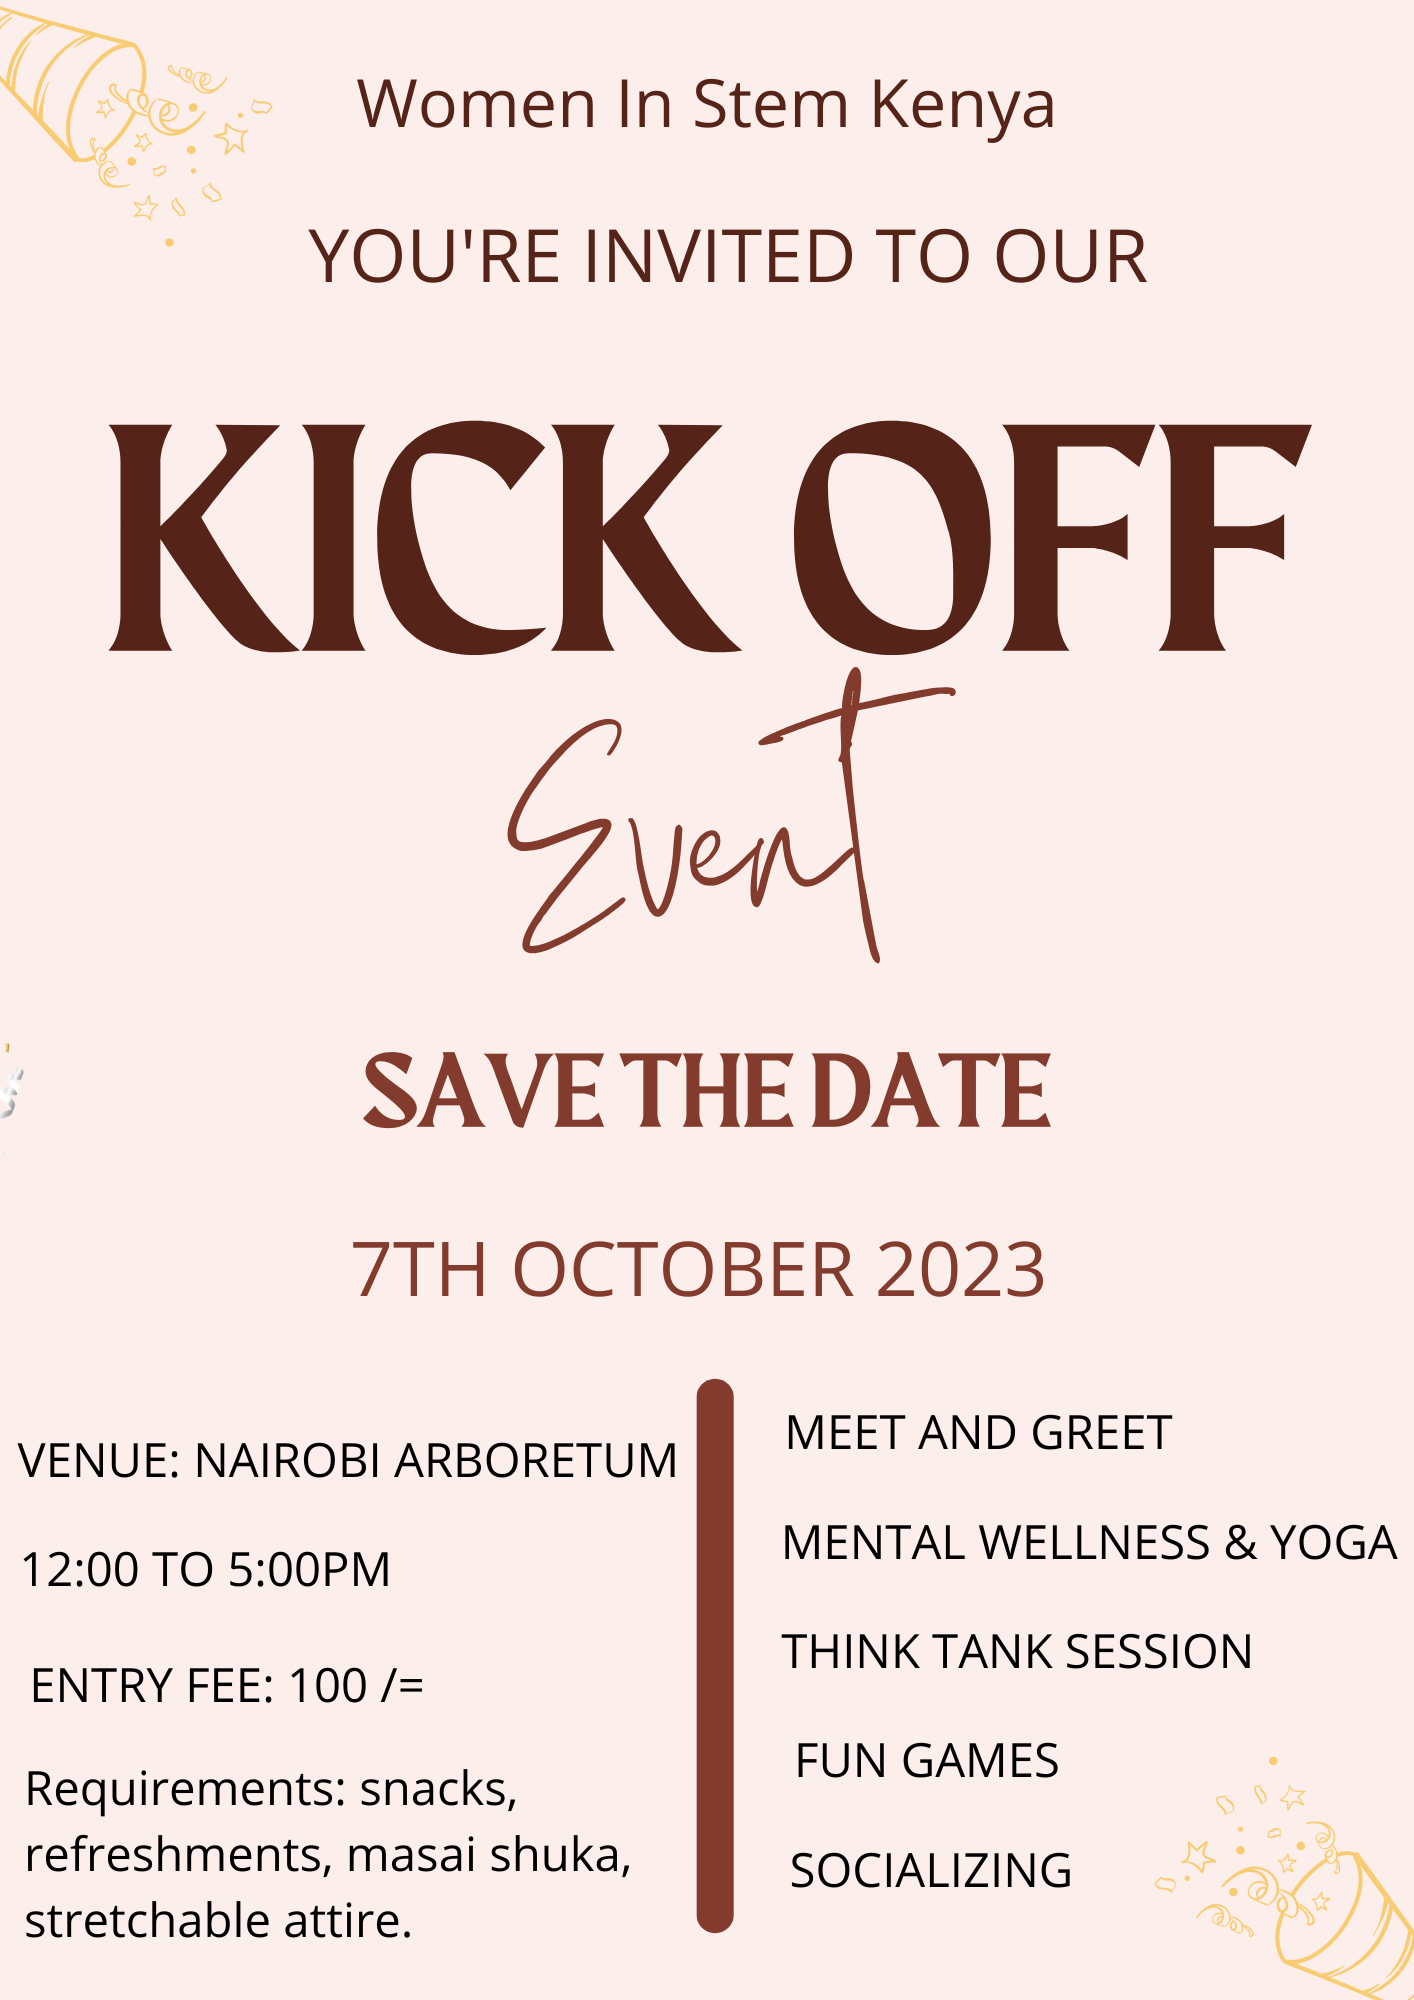 Women In Stem Kenya
YOU'RE INVITED TO OUR
KICK OFF
Event
SAVE THE DATE
7TH OCTOBER 2023
VENUE: NAIROBI ARBORETUM
12:00 TO 5:00PM
ENTRY FEE: 100 /=
Requirements: snacks,
refreshments, masai shuka,
stretchable attire.
MEET AND GREET
MENTAL WELLNESS & YOGA
THINK TANK SESSION
FUN GAMES
SOCIALIZING